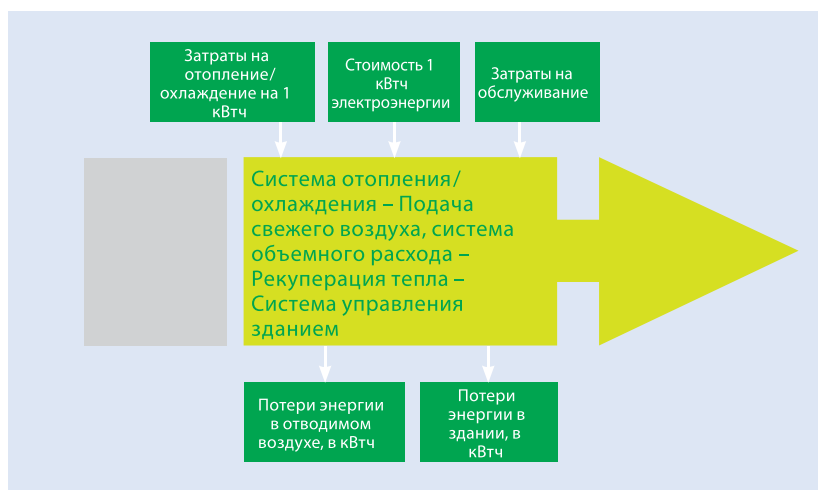 Затраты на
отопление/
охлаждение на 1
кВтч
Стоимость 1
кВтч
электроэнергии
Затраты на
обслуживание
Система отопления/
охлаждения – Подача
свежего воздуха, система
объемного расхода –
Рекуперация тепла –
Система управления
зданием
Потери энергии
в отводимом
воздухе, в кВтч
Потери
энергии в
здании, в
кВтч